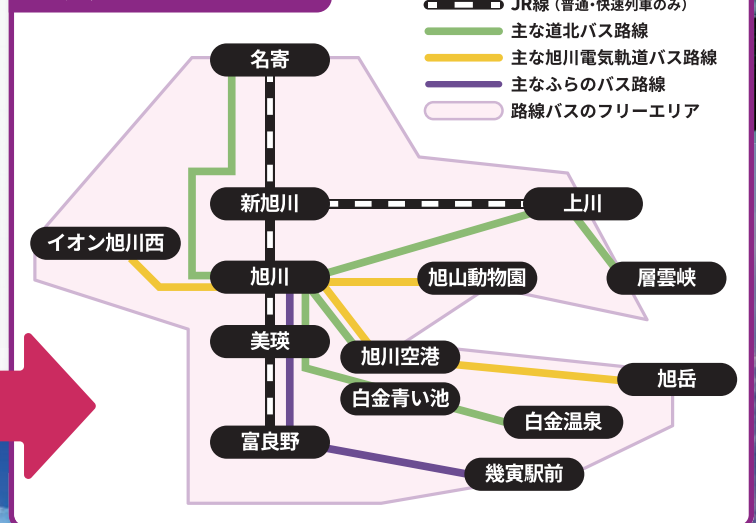 JR線（普通・快速列車のみ）
主な道北バス路線
主な旭川電気軌道バス路線
主なふらのバス路線
路線バスのフリーエリア
名寄
新旭川
上川
イオン旭川西
旭川
旭山動物園
層雲峡
美瑛
旭川空港
旭岳
白金青い池
白金温泉
富良野
幾寅駅前